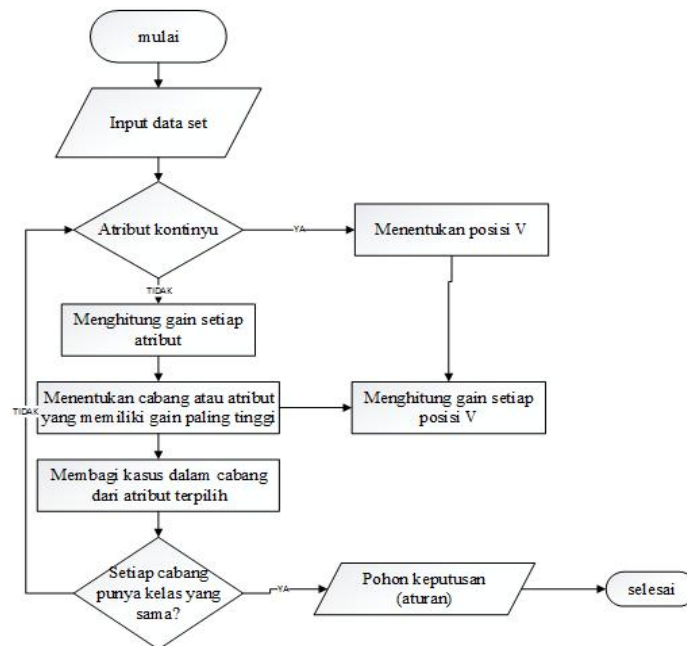 mulai
Input data set
Atribut kontinyu
YA
Menentukan posisi V
TIDAK
Menghitung gain setiap
atribut
Menentukan cabang atau atribut
yang memiliki gain paling tinggi
Menghitung gain setiap
posisi V
TIDAK
Membagi kasus dalam cabang
dari atribut terpilih
Setiap cabang
punya kelas yang
sama?
YA
Pohon keputusan
(aturan)
selesai